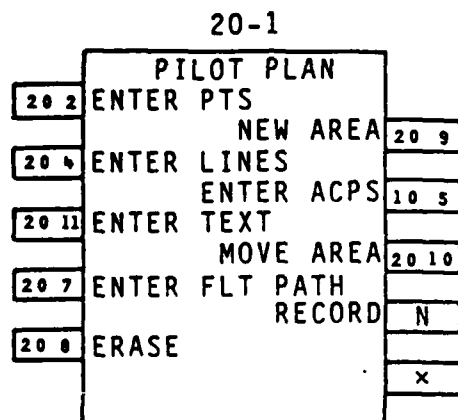 20-1
PILOT PLAN
20 2 ENTER PTS
NEW AREA 20 9
20 4 ENTER LINES
ENTER ACPS 10 5
20 11 ENTER TEXT
MOVE AREA 20 10
20 7 ENTER FLT PATH
RECORD N
20 8 ERASE
×